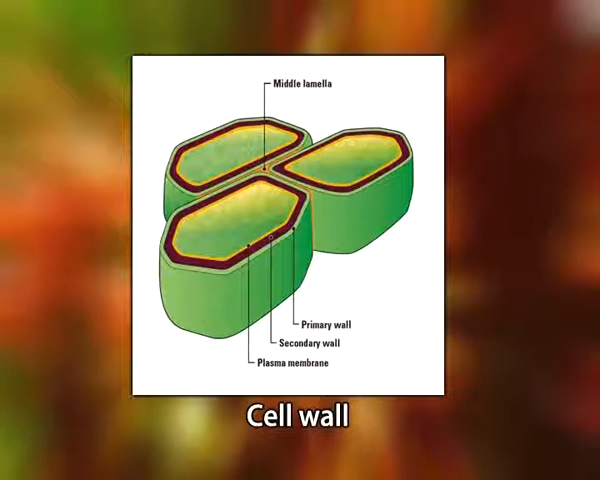 Middle lamella
Primary wall
Secondary wall
Plasma membrane
Cell wall